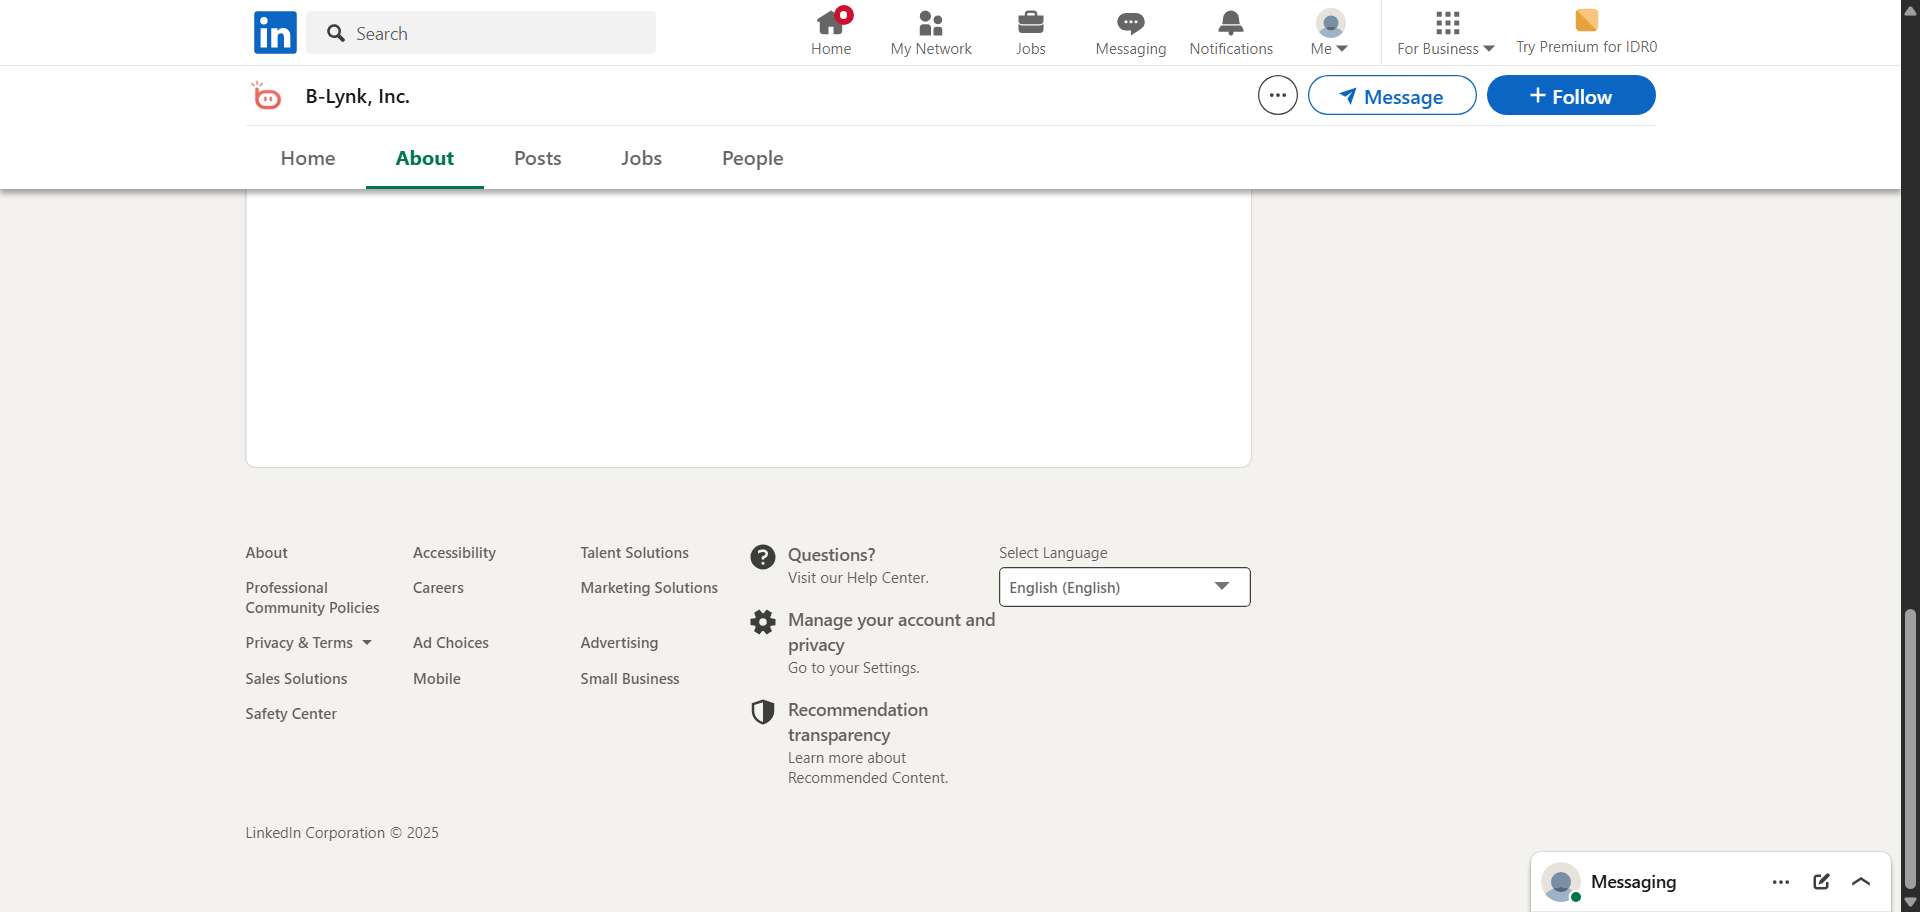 in
Search
Home
My Network
Jobs
Messaging
Notifications
Me
For Business
Try Premium for IDR0
B-Lynk, Inc.
Message
Follow
Home
About
Posts
Jobs
People
About
Accessibility
Talent Solutions
Professional
Community Policies
Careers
Marketing Solutions
Privacy & Terms
Ad Choices
Advertising
Sales Solutions
Mobile
Small Business
Safety Center
Questions?
Visit our Help Center.
Manage your account and
privacy
Go to your Settings.
Recommendation
transparency
Learn more about
Recommended Content.
Select Language
English (English)
LinkedIn Corporation © 2025
Messaging